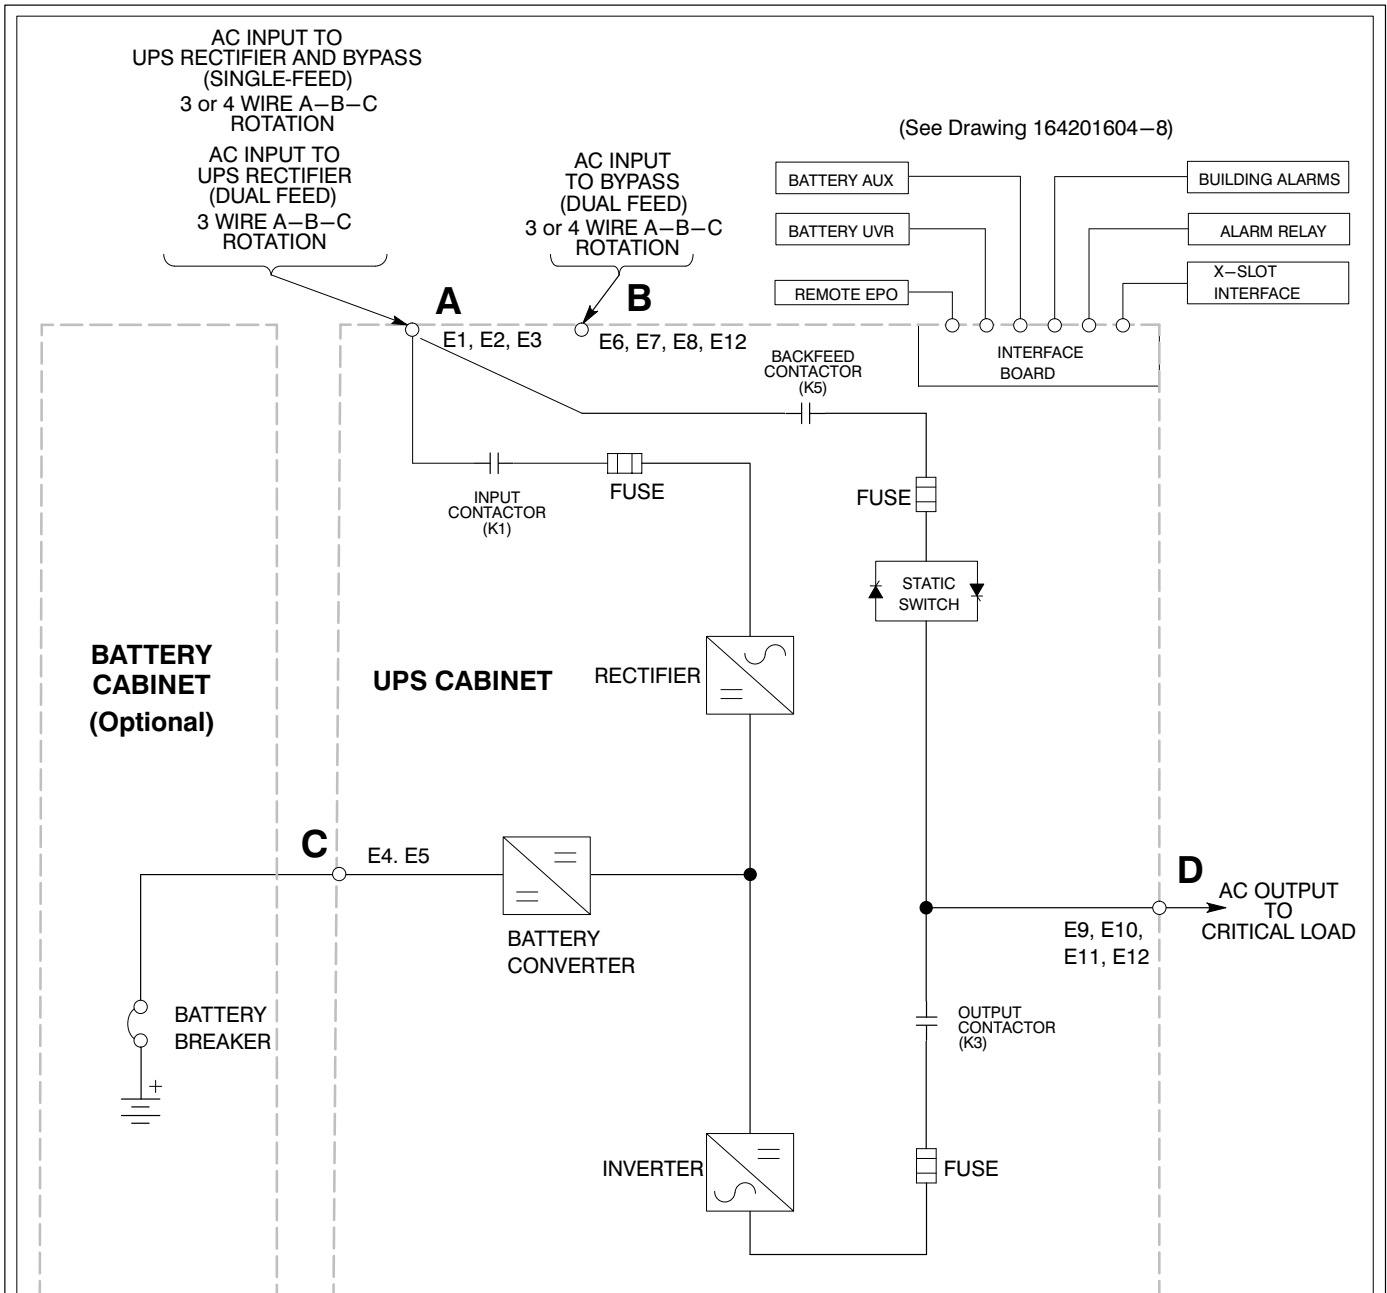 AC INPUT TO
UPS RECTIFIER AND BYPASS
(SINGLE-FEED)
3 or 4 WIRE A–B–C
ROTATION
AC INPUT TO
UPS RECTIFIER
(DUAL FEED)
3 WIRE A–B–C
ROTATION
AC INPUT
TO BYPASS
(DUAL FEED)
3 or 4 WIRE A–B–C
ROTATION
(See Drawing 164201604–8)
BATTERY AUX
BATTERY UVR
REMOTE EPO
BUILDING ALARMS
ALARM RELAY
X–SLOT
INTERFACE
A
E1, E2, E3
B
E6, E7, E8, E12
INTERFACE
BOARD
BACKFEED
CONTACTOR
(K5)
INPUT
CONTACTOR
(K1)
FUSE
FUSE
STATIC
SWITCH
BATTERY
CABINET
(Optional)
UPS CABINET
RECTIFIER
C
E4. E5
BATTERY
CONVERTER
D
AC OUTPUT
TO
CRITICAL LOAD
E9, E10,
E11, E12
BATTERY
BREAKER
+
OUTPUT
CONTACTOR
(K3)
INVERTER
FUSE